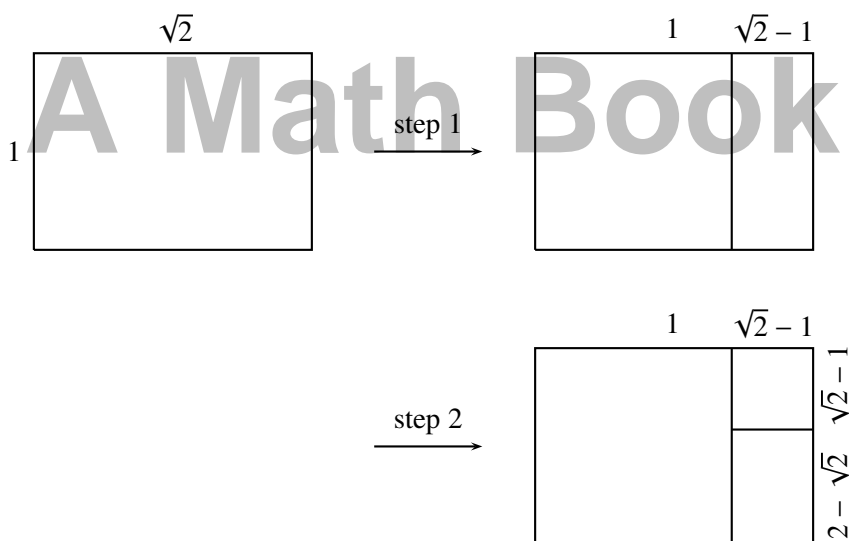 √2
1
A Math Book
step 1
1 √2 − 1
step 2
1 √2 − 1
√2 − 1
2 − √2